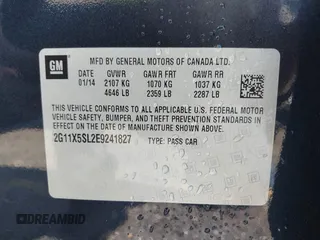 GM
MFD BY GENERAL MOTORS OF CANADA LTD.
DATE GVWR GAWR FRT GAWR RR
01/14 2107 KG 1070 KG 1037 KG
4646 LB 2359 LB 2287 LB
THIS VEHICLE CONFORMS TO ALL APPLICABLE U.S. FEDERAL MOTOR
VEHICLE SAFETY, BUMPER, AND THEFT PREVENTION STANDARDS
IN EFFECT ON THE DATE OF MANUFACTURE SHOWN ABOVE.
2G11X5SL2E9241827 TYPE: PASS CAR
DREAMBID